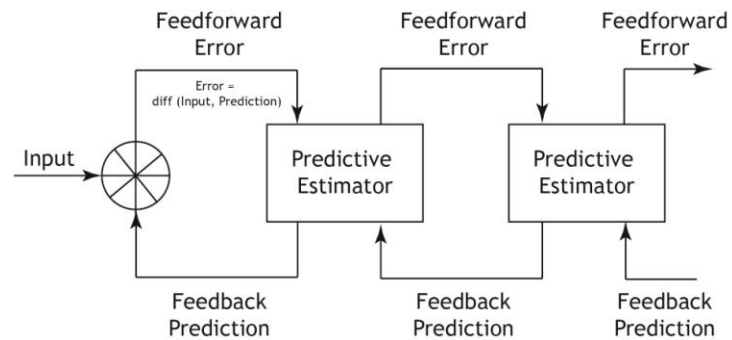 Feedforward
Error
Feedforward
Error
Feedforward
Error
Error =
diff (Input, Prediction)
Input
Predictive
Estimator
Predictive
Estimator
Feedback
Prediction
Feedback
Prediction
Feedback
Prediction